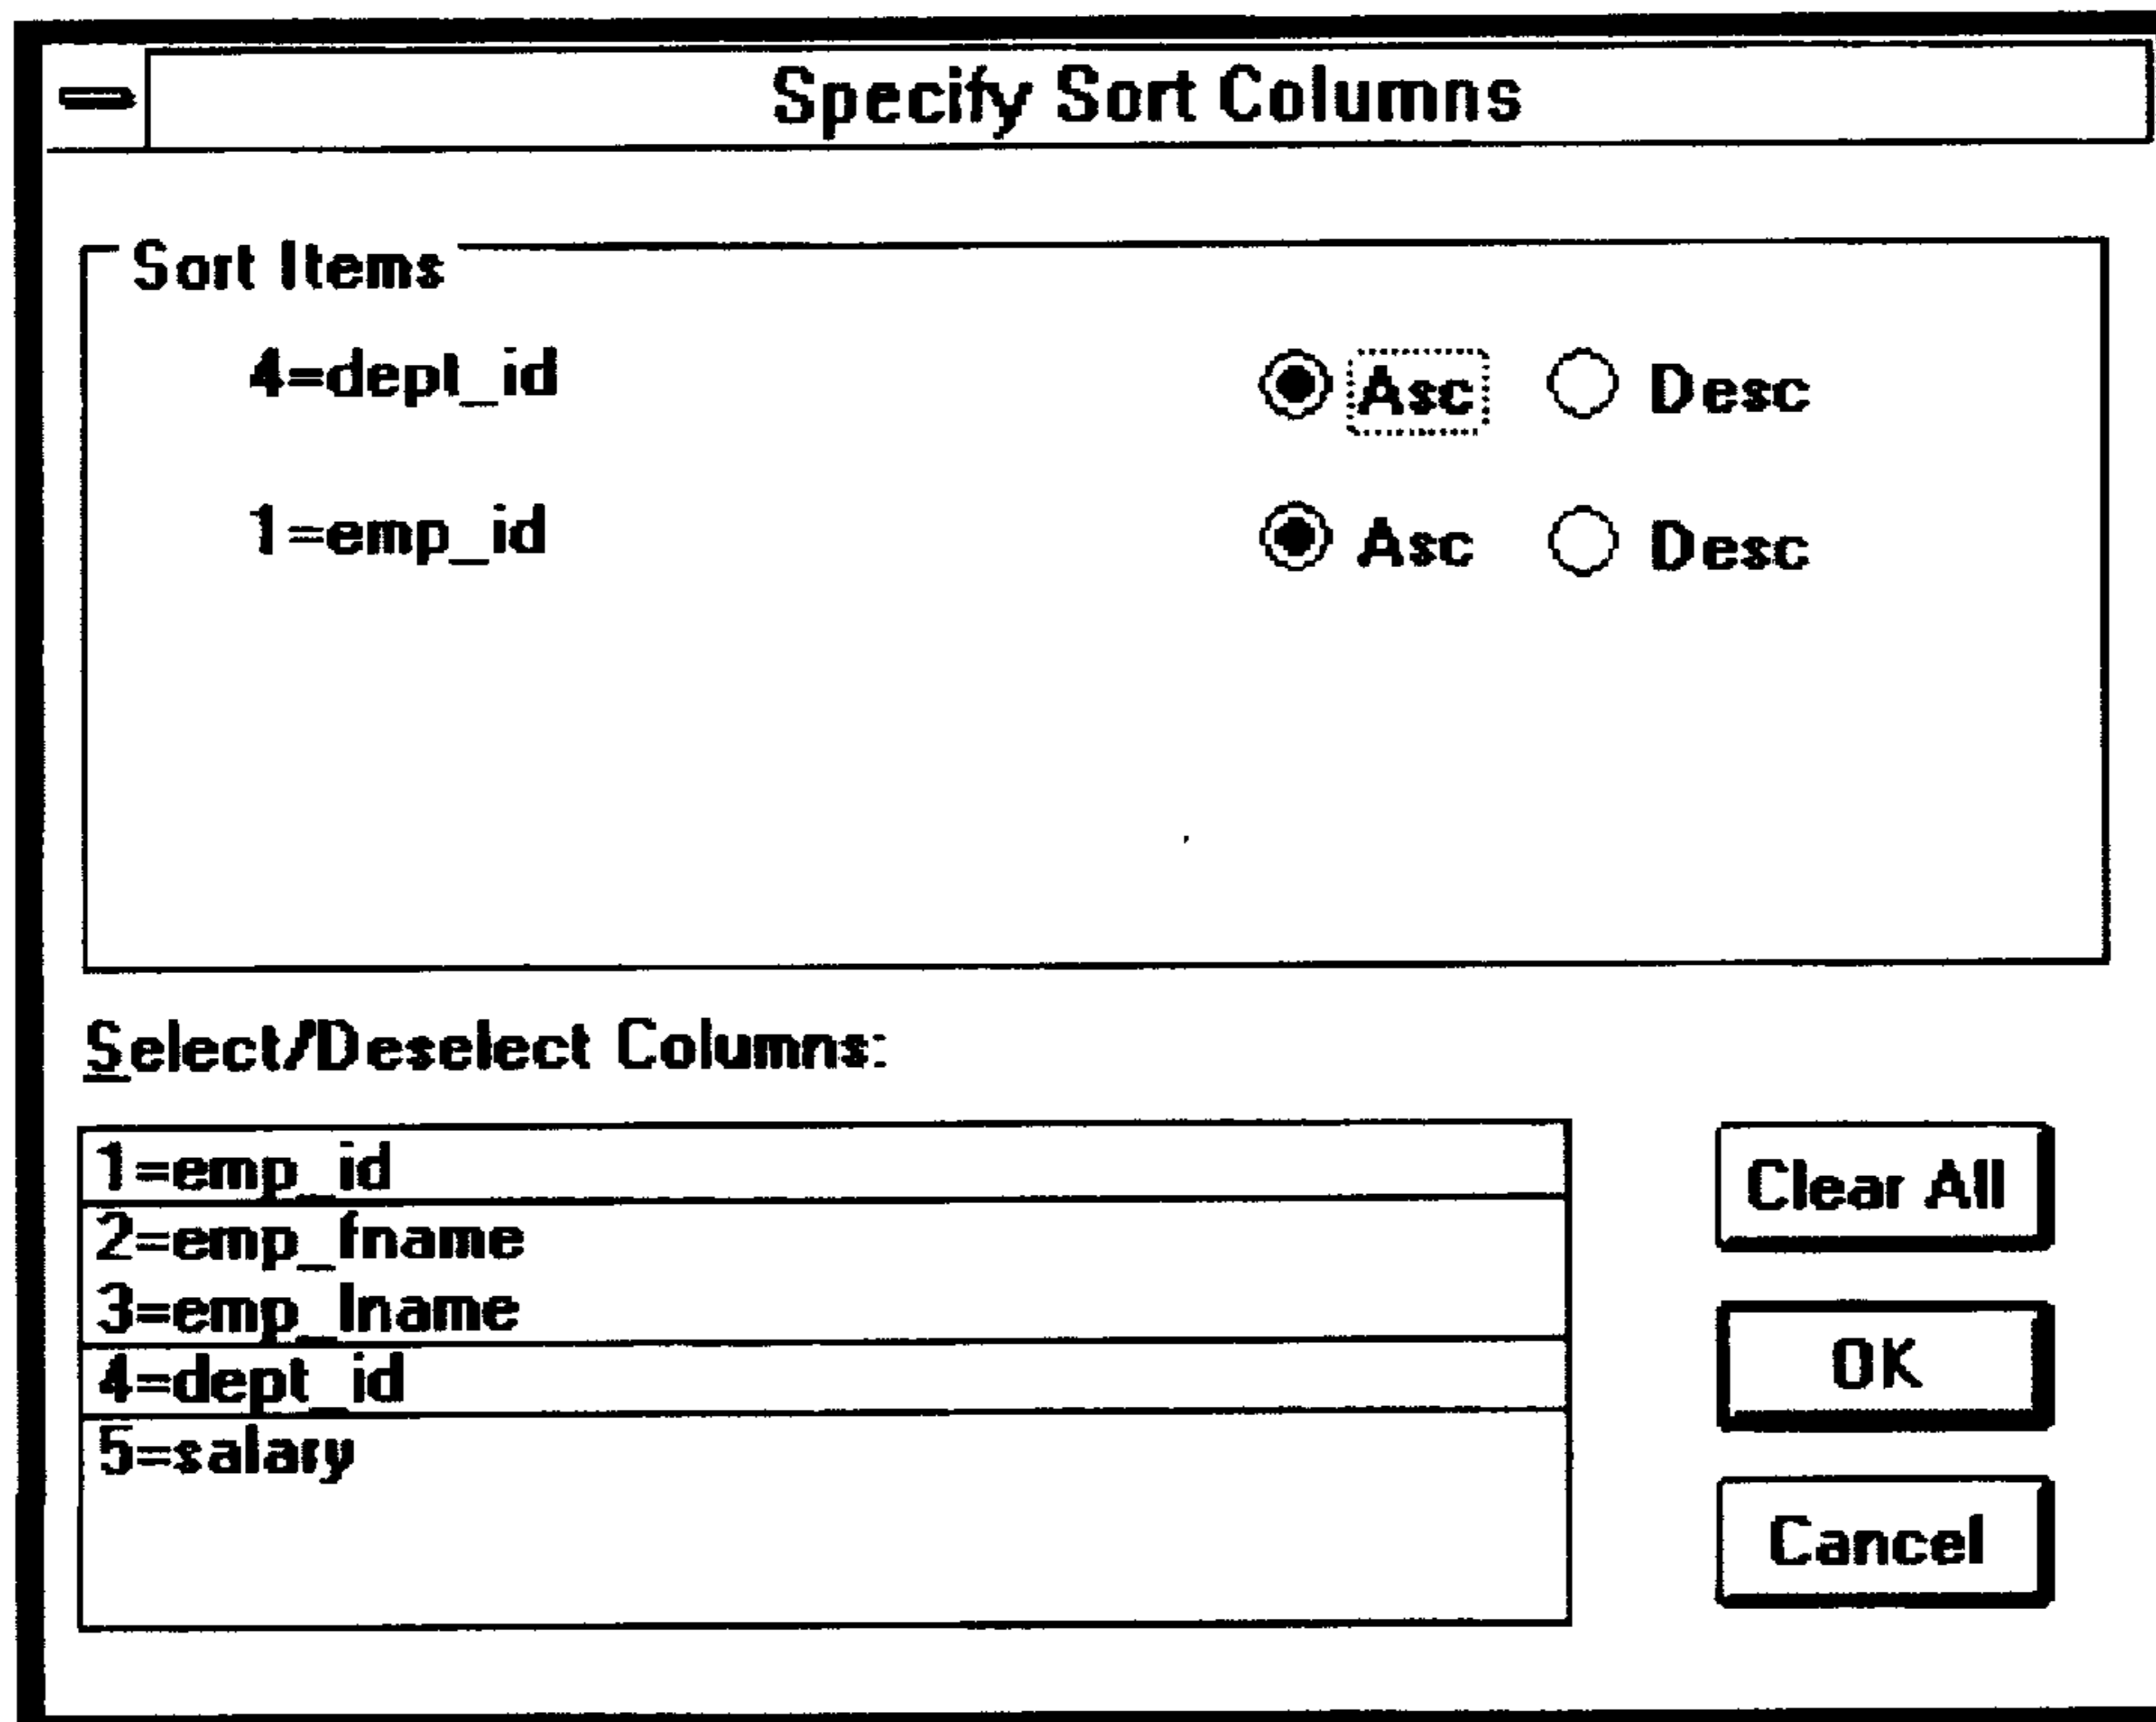 Specify Sort Columns
Sort Items
4=dept_id Asc Desc
1=emp_id Asc Desc
Select/Deselect Columns:
1=emp_id
2=emp_fname
3=emp_lname
4=dept_id
5=salary
Clear All
OK
Cancel